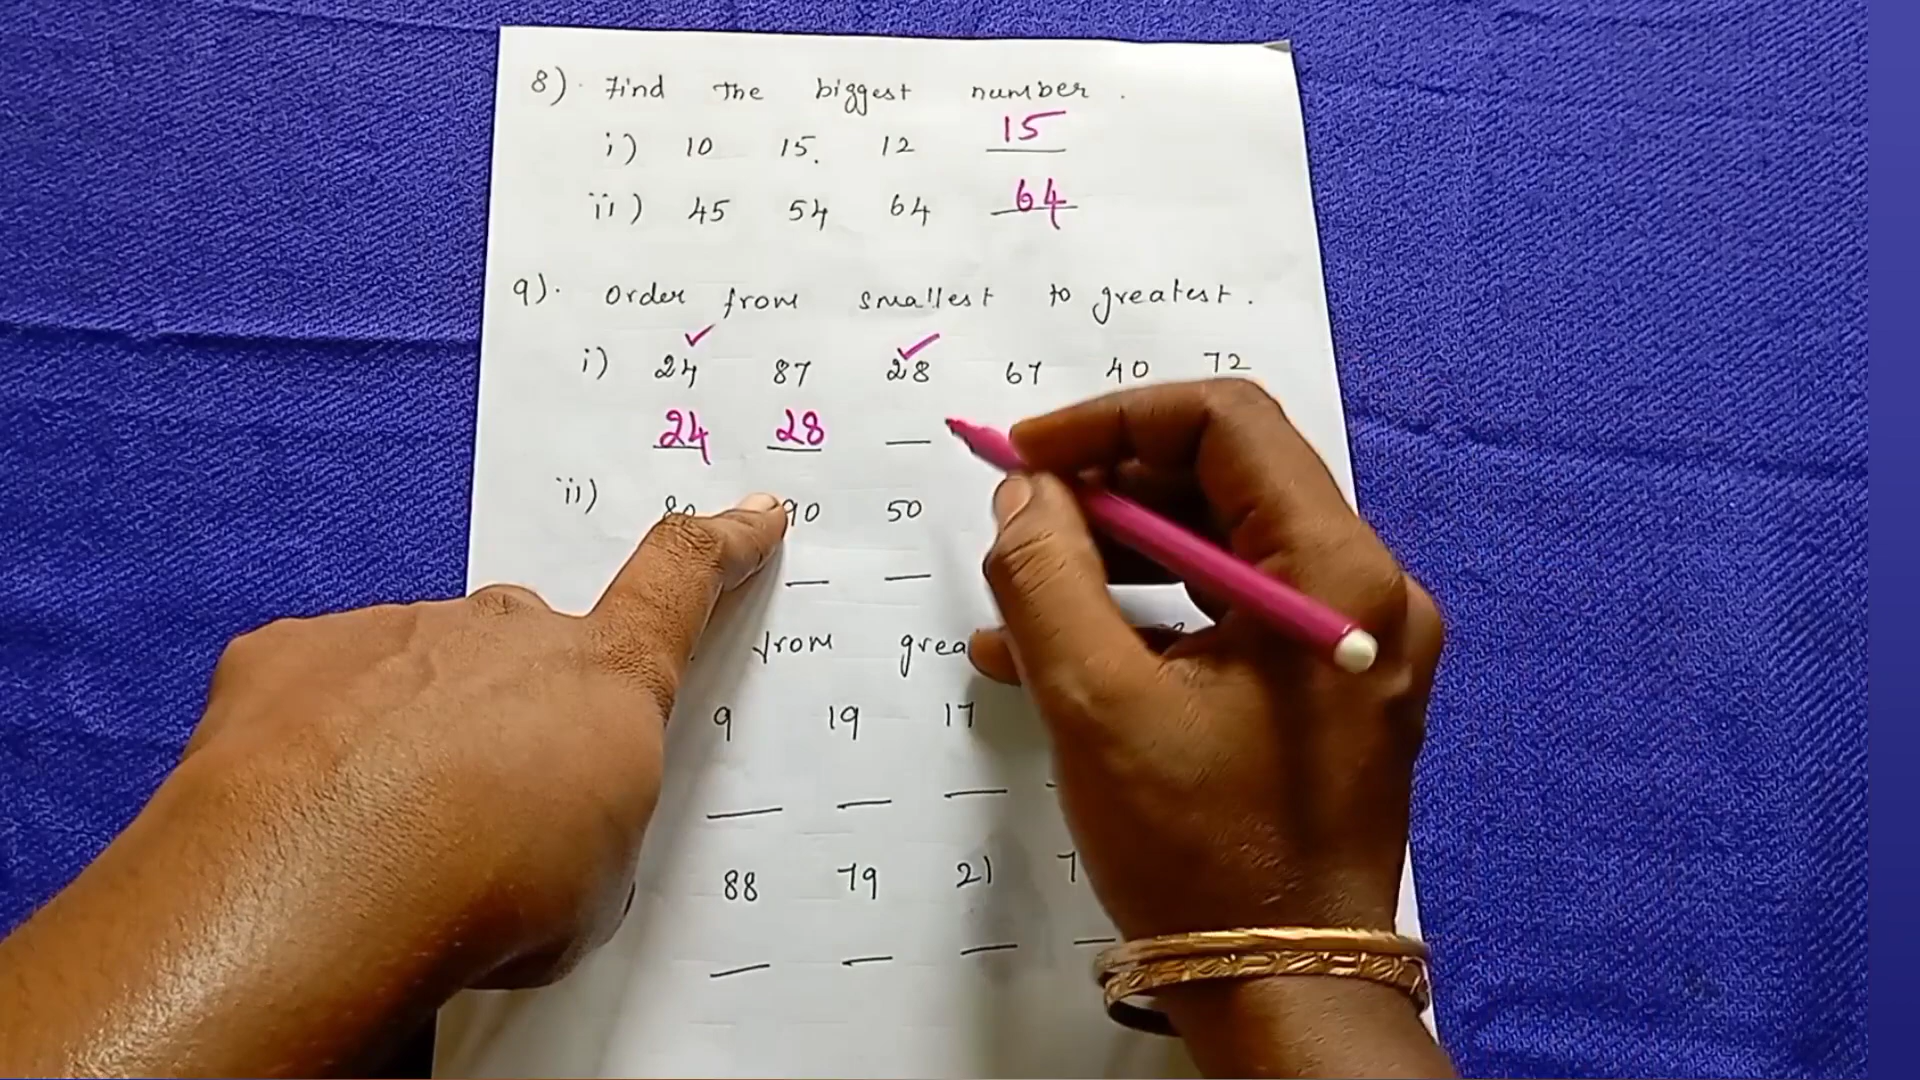 8). Find The biggest number.
i) 10 15. 12 15
ii) 45 54 64 64
9). Order from smallest to greatest.
i) 24 87 28 67 40 72
24 28
ii) 80 90 50
from
9 19 17
88 79 21